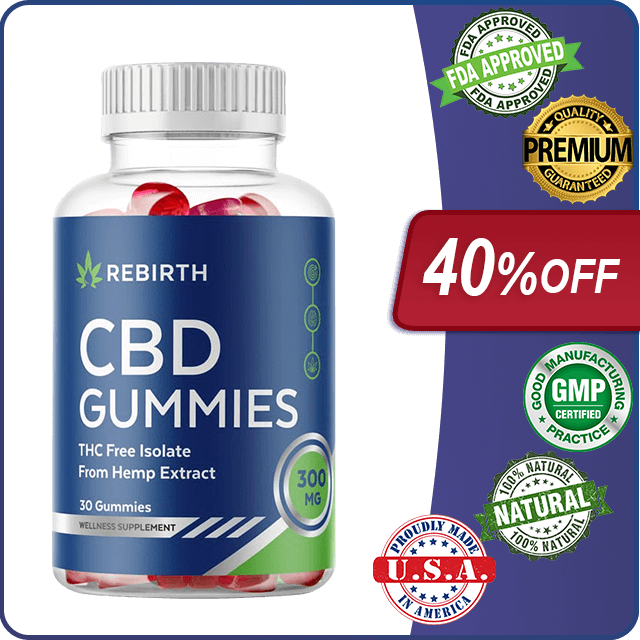 REBIRTH
CBD
GUMMIES
THC Free Isolate
From Hemp Extract
300
MG
30 Gummies
WELLNESS SUPPLEMENT
FDA APPROVED
FDA APPROVED
FDA APPROVED
QUALITY
PREMIUM
GUARANTEED
40%OFF
GOOD MANUFACTURING
GMP
CERTIFIED
PRACTICE
100% NATURAL
NATURAL
100% NATURAL
PROUDLY MADE
U.S.A.
IN AMERICA